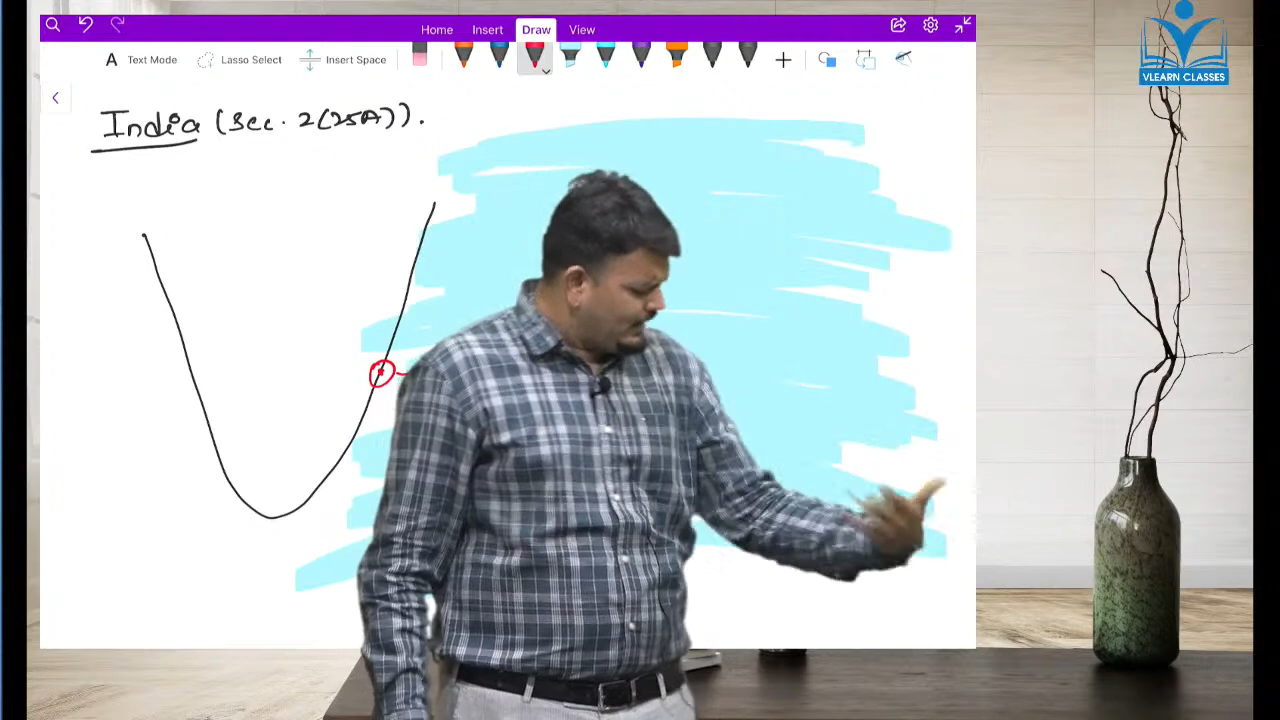 Home Insert Draw View
Text Mode Lasso Select Insert Space
VLEARN CLASSES
India (Sec. 2(25A)).